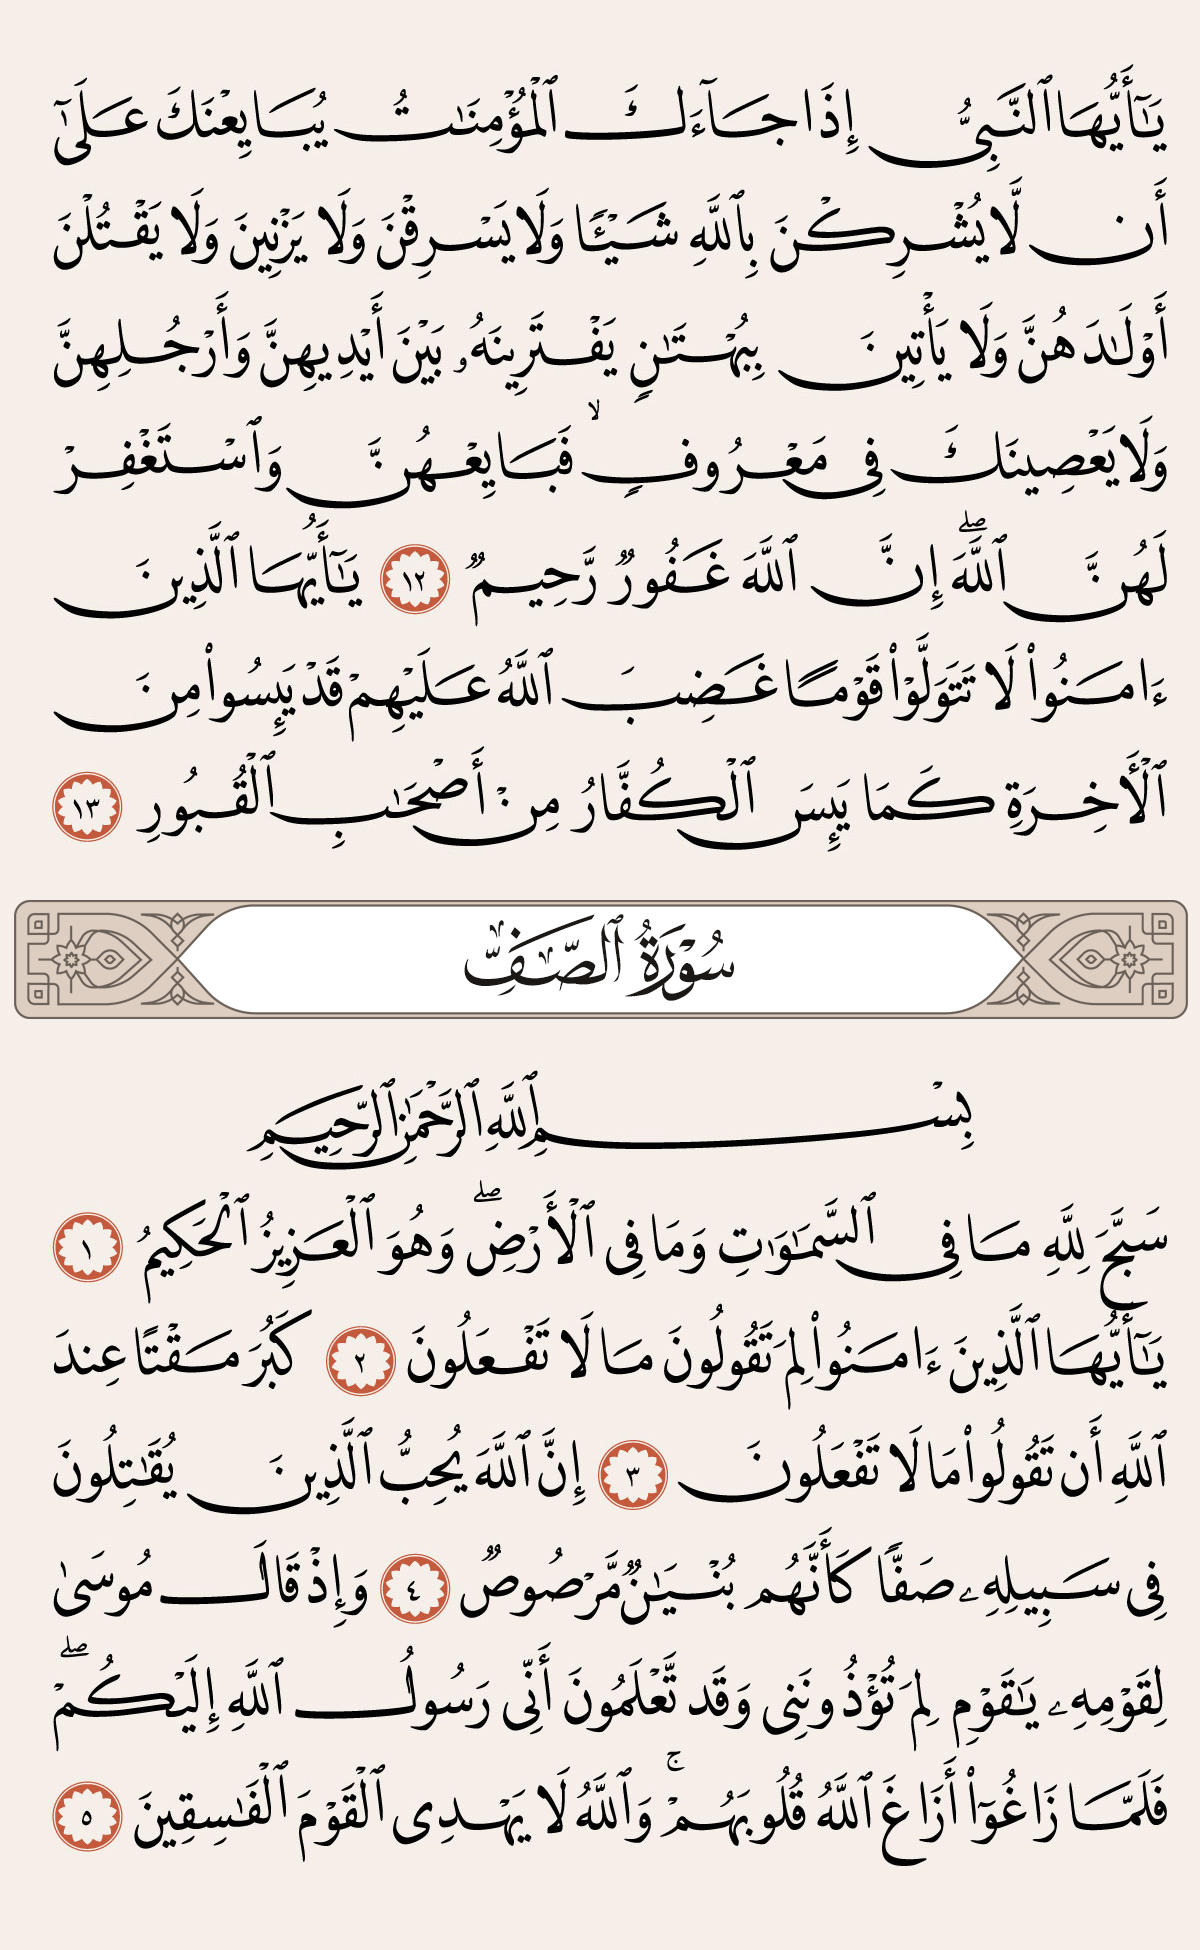 يَٰٓأَيُّهَا ٱلنَّبِىُّ إِذَا جَآءَكَ ٱلْمُؤْمِنَٰتُ يُبَايِعْنَكَ عَلَىٰٓ
أَن لَّا يُشْرِكْنَ بِٱللَّهِ شَيْـًٔا وَلَا يَسْرِقْنَ وَلَا يَزْنِينَ وَلَا يَقْتُلْنَ
أَوْلَٰدَهُنَّ وَلَا يَأْتِينَ بِبُهْتَٰنٍ يَفْتَرِينَهُۥ بَيْنَ أَيْدِيهِنَّ وَأَرْجُلِهِنَّ
وَلَا يَعْصِينَكَ فِى مَعْرُوفٍ ۙ فَبَايِعْهُنَّ وَٱسْتَغْفِرْ
لَهُنَّ ٱللَّهَ ۖ إِنَّ ٱللَّهَ غَفُورٌ رَّحِيمٌ ١٢ يَٰٓأَيُّهَا ٱلَّذِينَ
ءَامَنُوا۟ لَا تَتَوَلَّوْا۟ قَوْمًا غَضِبَ ٱللَّهُ عَلَيْهِمْ قَدْ يَئِسُوا۟ مِنَ
ٱلْأَخِرَةِ كَمَا يَئِسَ ٱلْكُفَّارُ مِنْ أَصْحَٰبِ ٱلْقُبُورِ ١٣
سُورَةُ ٱلصَّفِّ
بِسْمِ ٱللَّهِ ٱلرَّحْمَٰنِ ٱلرَّحِيمِ
سَبَّحَ لِلَّهِ مَا فِى ٱلسَّمَٰوَٰتِ وَمَا فِى ٱلْأَرْضِ ۖ وَهُوَ ٱلْعَزِيزُ ٱلْحَكِيمُ ١
يَٰٓأَيُّهَا ٱلَّذِينَ ءَامَنُوا۟ لِمَ تَقُولُونَ مَا لَا تَفْعَلُونَ ٢ كَبُرَ مَقْتًا عِندَ
ٱللَّهِ أَن تَقُولُوا۟ مَا لَا تَفْعَلُونَ ٣ إِنَّ ٱللَّهَ يُحِبُّ ٱلَّذِينَ يُقَٰتِلُونَ
فِى سَبِيلِهِۦ صَفًّا كَأَنَّهُم بُنْيَٰنٌ مَّرْصُوصٌ ٤ وَإِذْ قَالَ مُوسَىٰ
لِقَوْمِهِۦ يَٰقَوْمِ لِمَ تُؤْذُونَنِى وَقَد تَّعْلَمُونَ أَنِّى رَسُولُ ٱللَّهِ إِلَيْكُمْ ۖ
فَلَمَّا زَاغُوٓا۟ أَزَاغَ ٱللَّهُ قُلُوبَهُمْ ۚ وَٱللَّهُ لَا يَهْدِى ٱلْقَوْمَ ٱلْفَٰسِقِينَ ٥